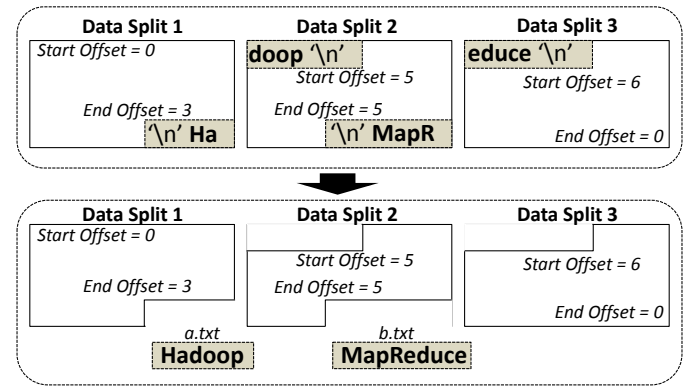 Data Split 1
Start Offset = 0
End Offset = 3
‘\n’ Ha
Data Split 2
doop ‘\n’
Start Offset = 5
End Offset = 5
‘\n’ MapR
Data Split 3
educe ‘\n’
Start Offset = 6
End Offset = 0
Data Split 1
Start Offset = 0
End Offset = 3
Data Split 2
Start Offset = 5
End Offset = 5
Data Split 3
Start Offset = 6
End Offset = 0
a.txt
Hadoop
b.txt
MapReduce